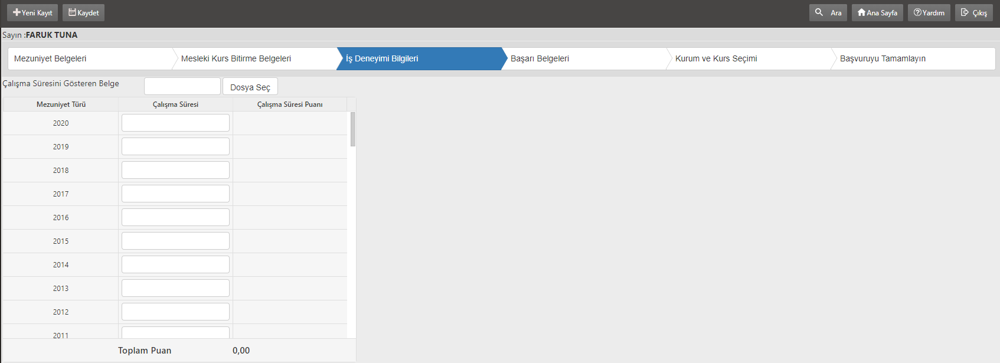 Yeni Kayıt Kaydet Ara Ana Sayfa Yardım Çıkış
Sayın :FARUK TUNA
Mezuniyet Belgeleri Mesleki Kurs Bitirme Belgeleri İş Deneyimi Bilgileri Başarı Belgeleri Kurum ve Kurs Seçimi Başvuruyu Tamamlayın
Çalışma Süresini Gösteren Belge Dosya Seç
Mezuniyet Türü Çalışma Süresi Çalışma Süresi Puanı
2020
2019
2018
2017
2016
2015
2014
2013
2012
2011
Toplam Puan 0,00